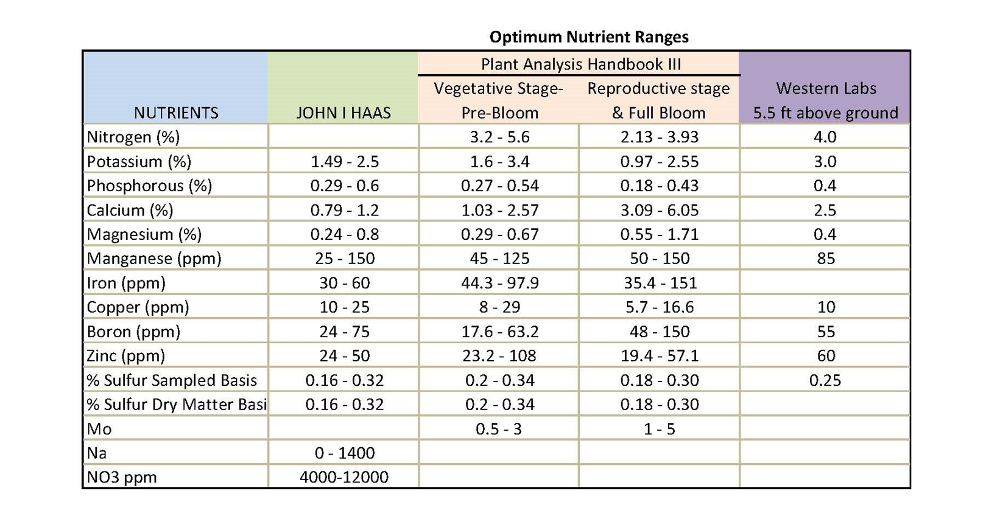 Optimum Nutrient Ranges
Plant Analysis Handbook III
NUTRIENTS JOHN I HAAS Vegetative Stage- Reproductive stage Western Labs
Pre-Bloom & Full Bloom 5.5 ft above ground
Nitrogen (%) 3.2 - 5.6 2.13 - 3.93 4.0
Potassium (%) 1.49 - 2.5 1.6 - 3.4 0.97 - 2.55 3.0
Phosphorous (%) 0.29 - 0.6 0.27 - 0.54 0.18 - 0.43 0.4
Calcium (%) 0.79 - 1.2 1.03 - 2.57 3.09 - 6.05 2.5
Magnesium (%) 0.24 - 0.8 0.29 - 0.67 0.55 - 1.71 0.4
Manganese (ppm) 25 - 150 45 - 125 50 - 150 85
Iron (ppm) 30 - 60 44.3 - 97.9 35.4 - 151
Copper (ppm) 10 - 25 8 - 29 5.7 - 16.6 10
Boron (ppm) 24 - 75 17.6 - 63.2 48 - 150 55
Zinc (ppm) 24 - 50 23.2 - 108 19.4 - 57.1 60
% Sulfur Sampled Basis 0.16 - 0.32 0.2 - 0.34 0.18 - 0.30 0.25
% Sulfur Dry Matter Basi 0.16 - 0.32 0.2 - 0.34 0.18 - 0.30
Mo 0.5 - 3 1 - 5
Na 0 - 1400
NO3 ppm 4000-12000